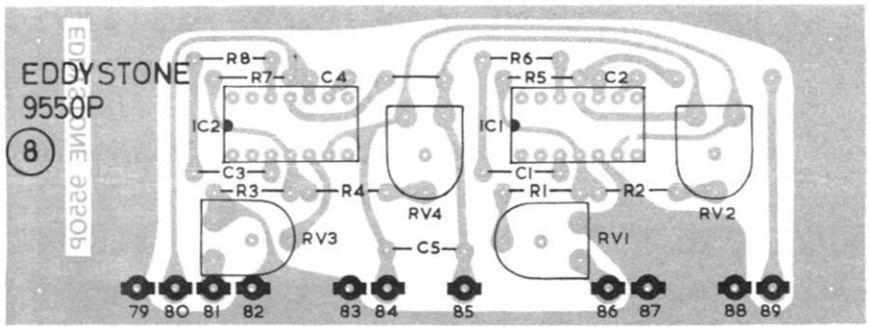 R8 R6
EDDYSTONE R7 C4 R5 C2
9550P
8 IC2 IC1
C3 C1
R3 R4 R1 R2
RV4 RV2
RV3 RV1
C5
79 80 81 82 83 84 85 86 87 88 89
EDDYSTONE 9550P